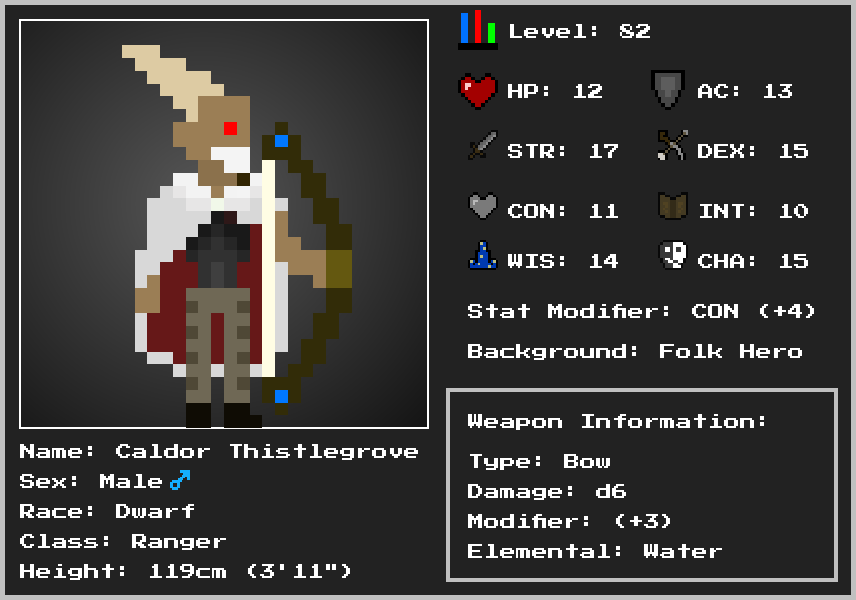 Level: 82
HP: 12 AC: 13
STR: 17 DEX: 15
CON: 11 INT: 10
WIS: 14 CHA: 15
Stat Modifier: CON (+4)
Background: Folk Hero
Weapon Information:
Type: Bow
Damage: d6
Modifier: (+3)
Elemental: Water
Name: Caldor Thistlegrove
Sex: Male ♂
Race: Dwarf
Class: Ranger
Height: 119cm (3'11")